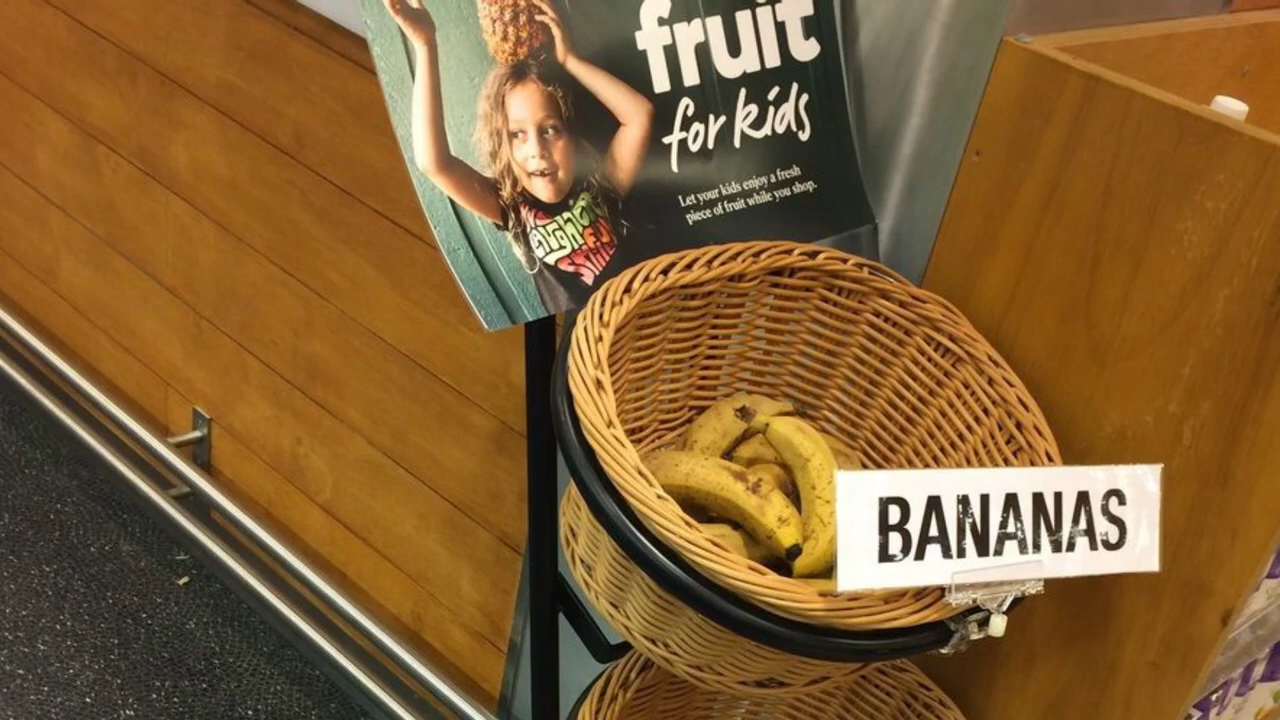 fruit
for kids
Let your kids enjoy a fresh
piece of fruit while you shop.
BANANAS